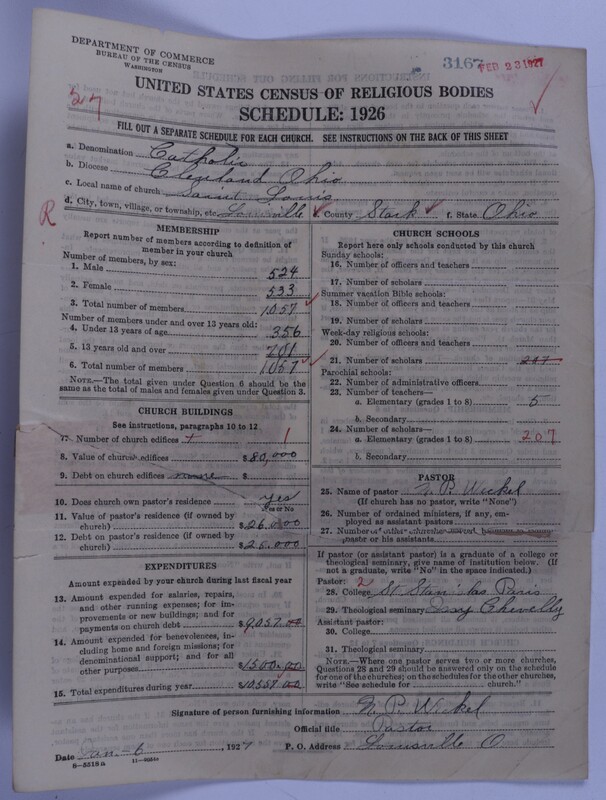 DEPARTMENT OF COMMERCE
BUREAU OF THE CENSUS
WASHINGTON
3167
FEB 23 1927
27
UNITED STATES CENSUS OF RELIGIOUS BODIES
SCHEDULE: 1926
FILL OUT A SEPARATE SCHEDULE FOR EACH CHURCH. SEE INSTRUCTIONS ON THE BACK OF THIS SHEET
a. Denomination Catholic
b. Diocese Cleveland Ohio
c. Local name of church Saint Louis
d. City, town, village, or township, etc. Louisville County Stark f. State Ohio
R
MEMBERSHIP
Report number of members according to definition of
member in your church
Number of members, by sex:
1. Male 524
2. Female 533
3. Total number of members 1057
Number of members under and over 13 years old:
4. Under 13 years of age 356
5. 13 years old and over 701
6. Total number of members 1057
NOTE.—The total given under Question 6 should be the
same as the total of males and females given under Question 3.
CHURCH BUILDINGS
See instructions, paragraphs 10 to 12
7. Number of church edifices 1
8. Value of church edifices $80,000
9. Debt on church edifices none $
10. Does church own pastor's residence yes
Yes or No
11. Value of pastor's residence (if owned by
church) $26.000
12. Debt on pastor's residence (if owned by
church) $26.000
EXPENDITURES
Amount expended by your church during last fiscal year
13. Amount expended for salaries, repairs,
and other running expenses; for im-
provements or new buildings; and for
payments on church debt $9057.00
14. Amount expended for benevolences, in-
cluding home and foreign missions; for
denominational support; and for all
other purposes $1500.00
15. Total expenditures during year $10557.00
CHURCH SCHOOLS
Report here only schools conducted by this church
Sunday schools:
16. Number of officers and teachers
17. Number of scholars
Summer vacation Bible schools:
18. Number of officers and teachers
19. Number of scholars
Week-day religious schools:
20. Number of officers and teachers
21. Number of scholars
Parochial schools:
22. Number of administrative officers
23. Number of teachers—
a. Elementary (grades 1 to 8) 5
b. Secondary
24. Number of scholars—
a. Elementary (grades 1 to 8) 207
b. Secondary
PASTOR
25. Name of pastor N. P. Weckel
(If church has no pastor, write "None")
26. Number of ordained ministers, if any, em-
ployed as assistant pastors
27. Number of other churches served by
pastor or his assistants
If pastor (or assistant pastor) is a graduate of a college or
theological seminary, give name of institution below. (If
not a graduate, write "No" in the space indicated.)
Pastor: 2
28. College St Stanislas Paris
29. Theological seminary Issy
Assistant pastor:
30. College
31. Theological seminary
NOTE.—Where one pastor serves two or more churches,
Questions 28 and 29 should be answered only on the schedule
for one of the churches; on the schedules for the other churches,
write "See schedule for church."
Signature of person furnishing information N. P. Weckel
Official title Pastor
Date Jan-6 1927 P. O. Address Louisville O.
8-5518a